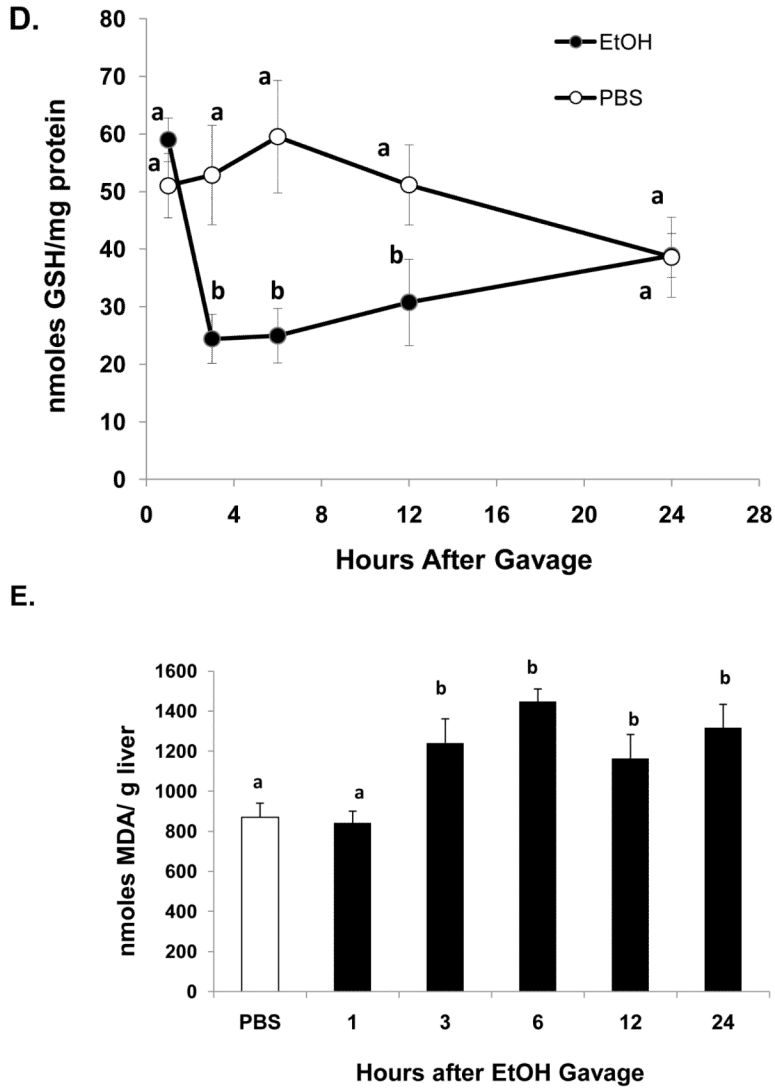 D.
80
70
60
50
40
30
20
10
0
nmoles GSH/mg protein
EtOH
PBS
a
a
a
a
a
a
b
b
b
a
0 4 8 12 16 20 24 28
Hours After Gavage
E.
1600
1400
1200
1000
800
600
400
200
0
nmoles MDA/ g liver
a
a
b
b
b
b
PBS 1 3 6 12 24
Hours after EtOH Gavage